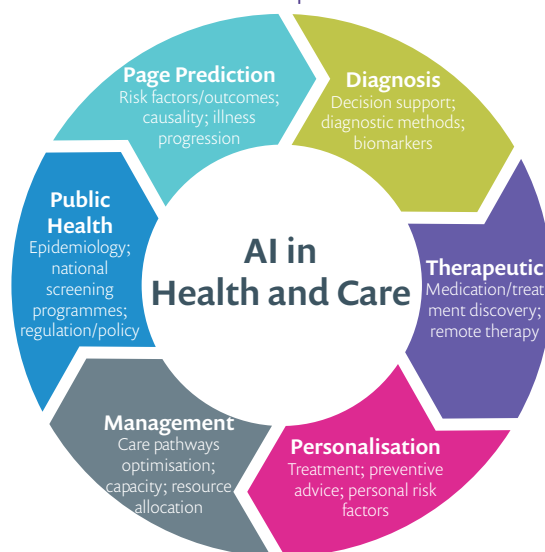 AI in
Health and Care
Page Prediction
Risk factors/outcomes;
causality; illness
progression
Diagnosis
Decision support;
diagnostic methods;
biomarkers
Therapeutic
Medication/treat
ment discovery;
remote therapy
Personalisation
Treatment; preventive
advice; personal risk
factors
Management
Care pathways
optimisation;
capacity; resource
allocation
Public
Health
Epidemiology;
national
screening
programmes;
regulation/policy